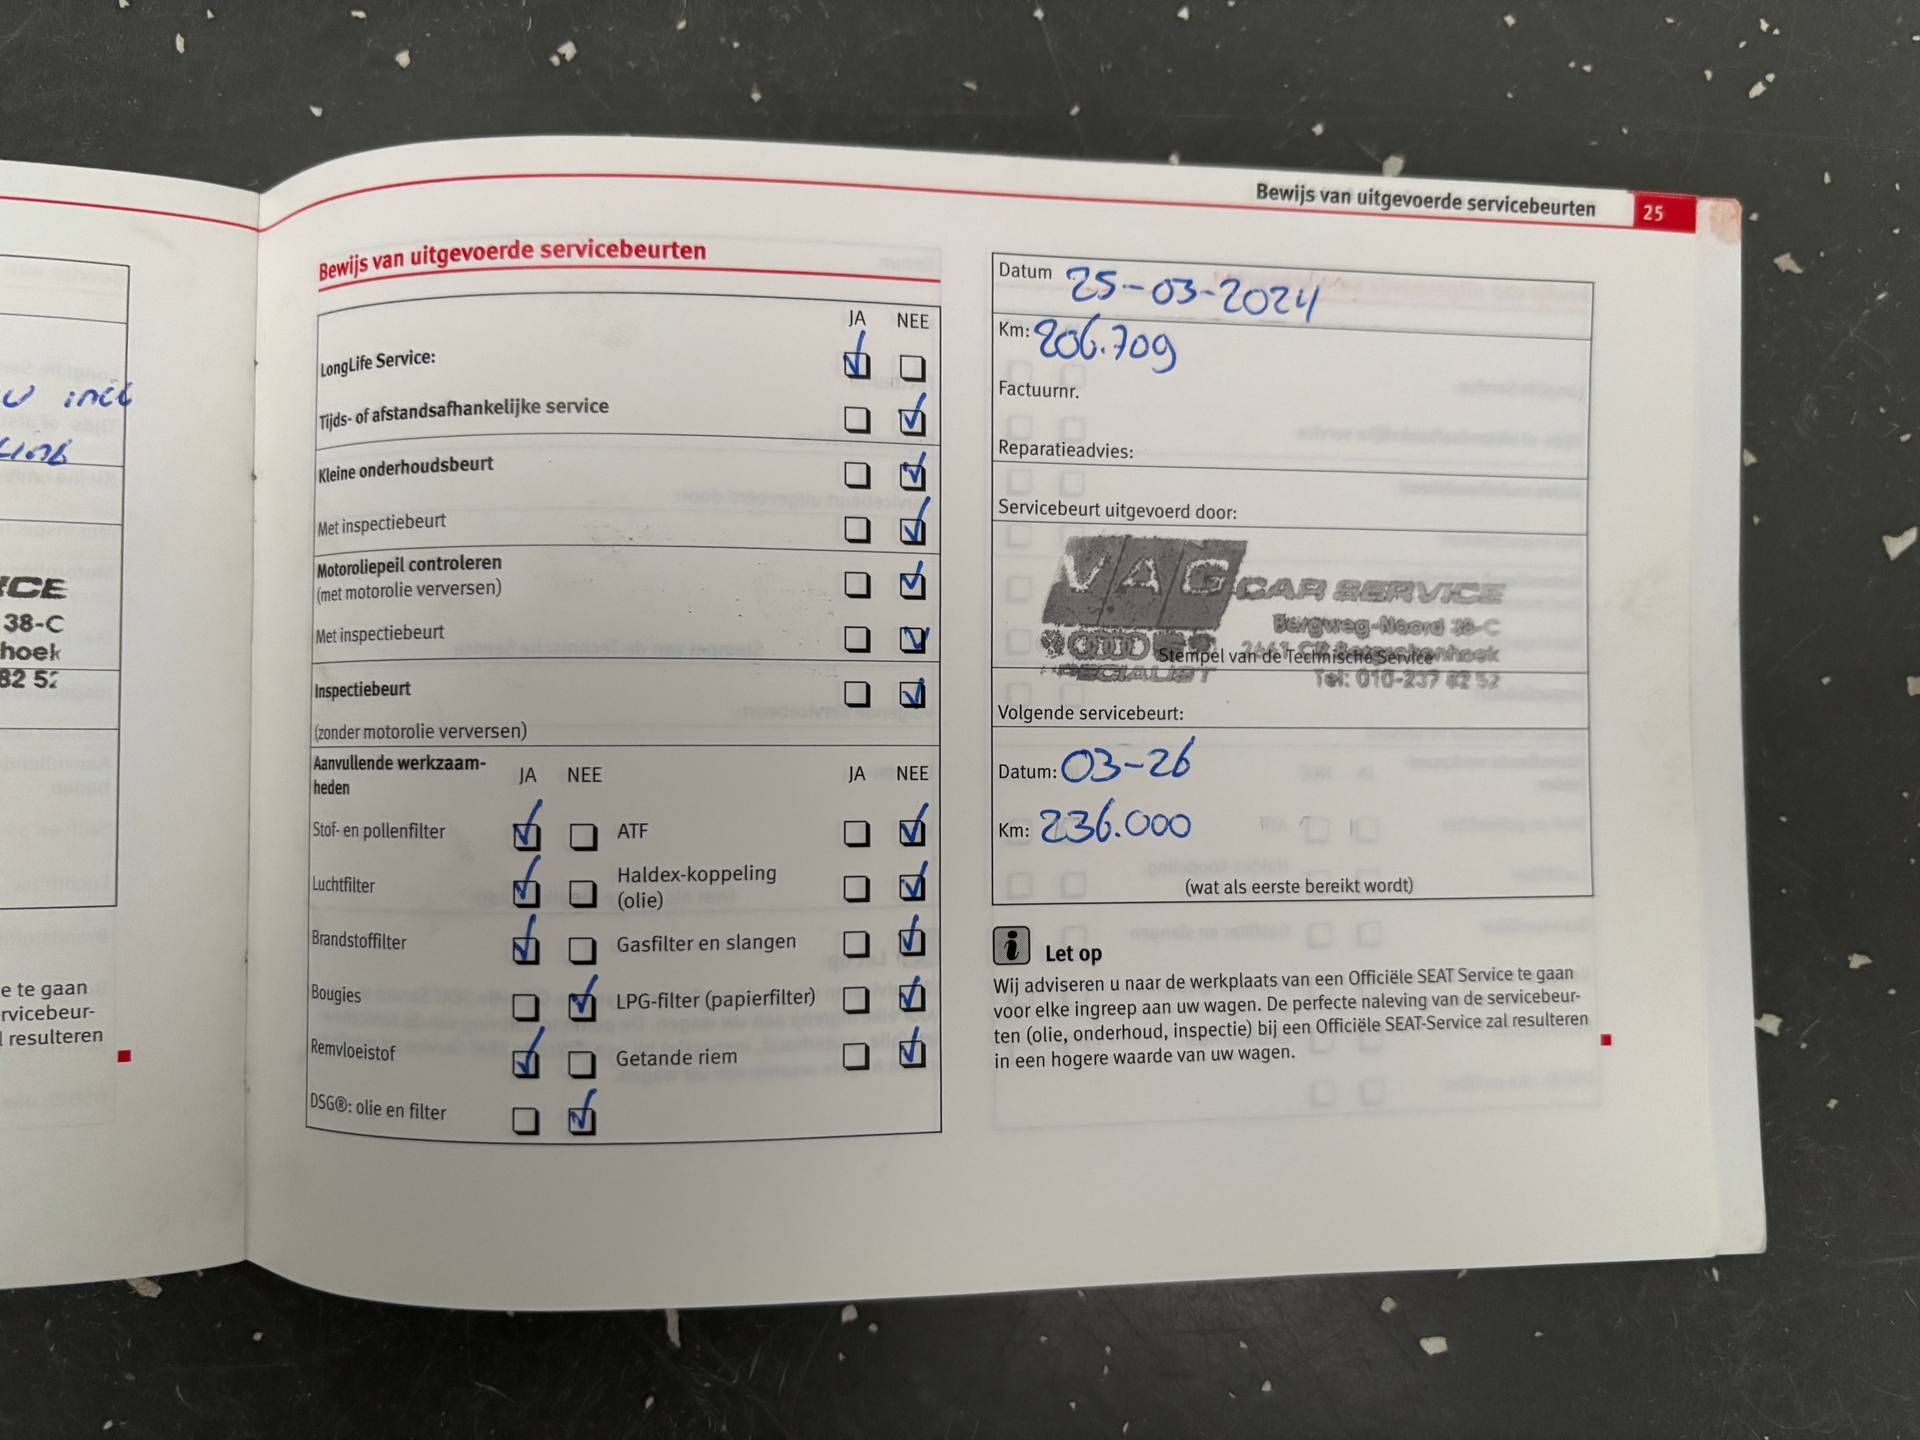 U incl
RCE
38-C
hoek
82 52
e te gaan
rvicebeur-
l resulteren
Bewijs van uitgevoerde servicebeurten 25
Bewijs van uitgevoerde servicebeurten
JA NEE
LongLife Service:
Tijds- of afstandsafhankelijke service
Kleine onderhoudsbeurt
Met inspectiebeurt
Motoroliepeil controleren
(met motorolie verversen)
Met inspectiebeurt
Inspectiebeurt
(zonder motorolie verversen)
Aanvullende werkzaam-
heden
JA NEE JA NEE
Stof- en pollenfilter ATF
Luchtfilter Haldex-koppeling
(olie)
Brandstoffilter Gasfilter en slangen
Bougies LPG-filter (papierfilter)
Remvloeistof Getande riem
DSG®: olie en filter
Datum 25-03-2024
Km: 206.709
Factuurnr.
Reparatieadvies:
Servicebeurt uitgevoerd door:
VAG CAR SERVICE
Bergweg-Noord 38-C
2661 CR Bergschenhoek
Stempel van de Technische Service
SPECIALIST
Tel: 010-237 82 52
Volgende servicebeurt:
Datum: 03-26
Km: 236.000
(wat als eerste bereikt wordt)
i Let op
Wij adviseren u naar de werkplaats van een Officiële SEAT Service te gaan
voor elke ingreep aan uw wagen. De perfecte naleving van de servicebeur-
ten (olie, onderhoud, inspectie) bij een Officiële SEAT-Service zal resulteren
in een hogere waarde van uw wagen.